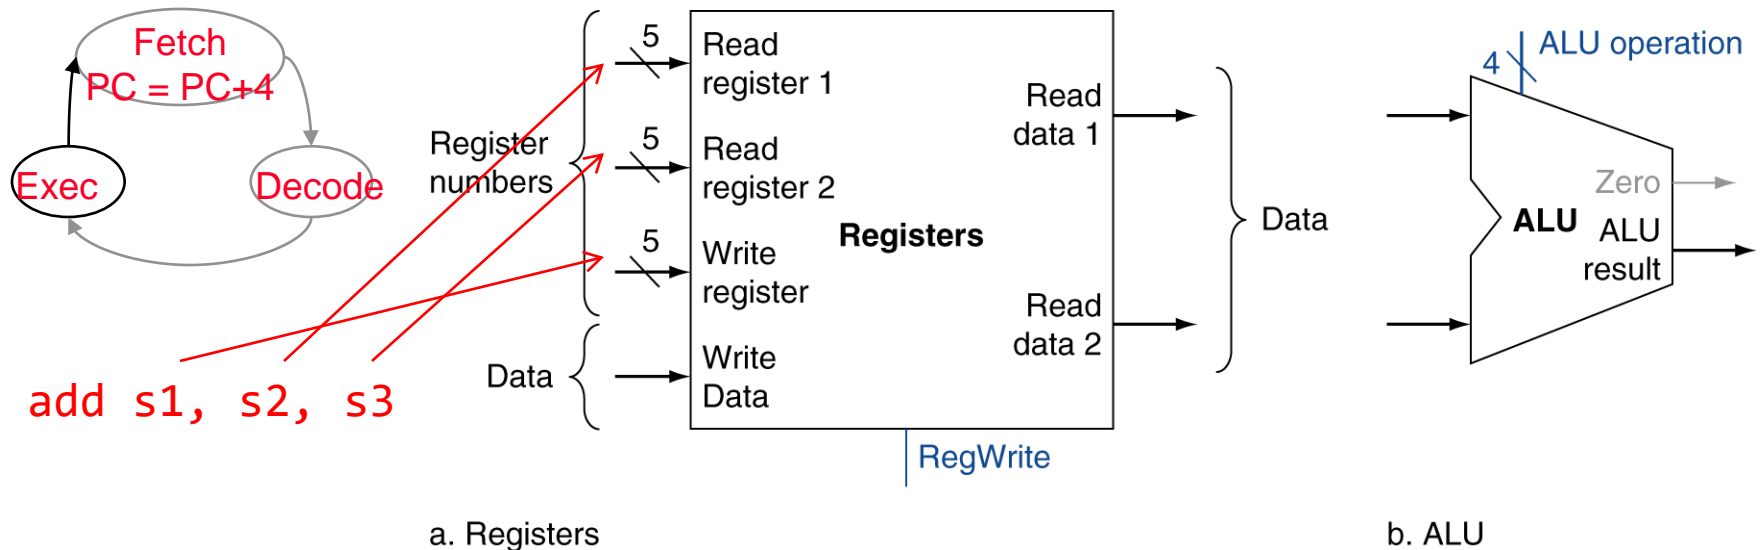 Fetch
PC = PC+4
Exec
Decode
add s1, s2, s3
Register
numbers
Data
5
Read
register 1
5
Read
register 2
5
Write
register
Write
Data
Registers
Read
data 1
Read
data 2
RegWrite
Data
4
ALU operation
Zero
ALU
ALU
result
a. Registers
b. ALU